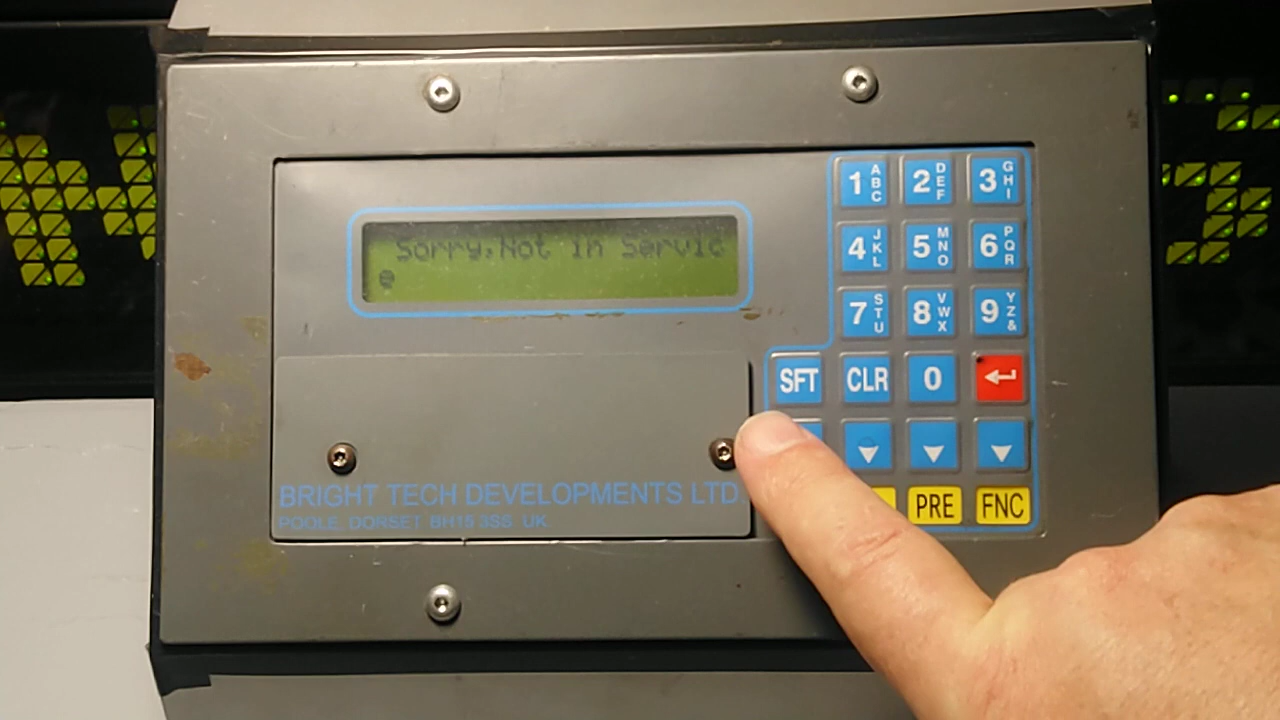 Sorry,Not in Servic
e
1 ABC 2 DEF 3 GHI
4 JKL 5 MNO 6 PQR
7 STU 8 VWX 9 YZ&
SFT CLR 0
PRE FNC
BRIGHT TECH DEVELOPMENTS LTD
POOLE, DORSET BH15 3SS UK